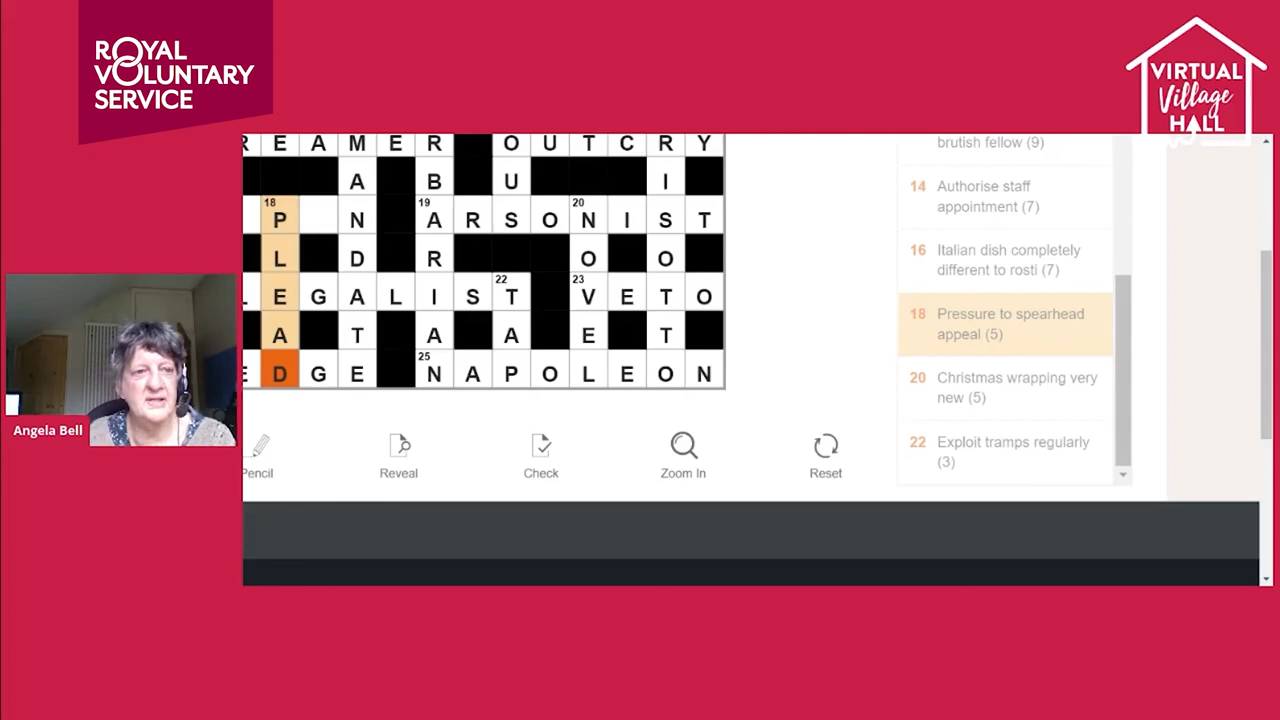 ROYAL
VOLUNTARY
SERVICE
VIRTUAL
Village
HALL
R E A M E R O U T C R Y
A B U I
18 P N 19 A R S O 20 N I S T
L D R O O
L E G A L I S 22 T 23 V E T O
A T A A E T
E D G E 25 N A P O L E O N
Pencil
Reveal
Check
Zoom In
Reset
brutish fellow (9)
14 Authorise staff
appointment (7)
16 Italian dish completely
different to rosti (7)
18 Pressure to spearhead
appeal (5)
20 Christmas wrapping very
new (5)
22 Exploit tramps regularly
(3)
Angela Bell